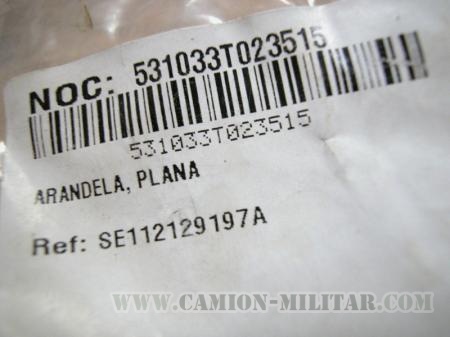 NOC: 531033T023515
531033T023515
ARANDELA, PLANA
Ref: SE112129197A
WWW.CAMION-MILITAR.COM